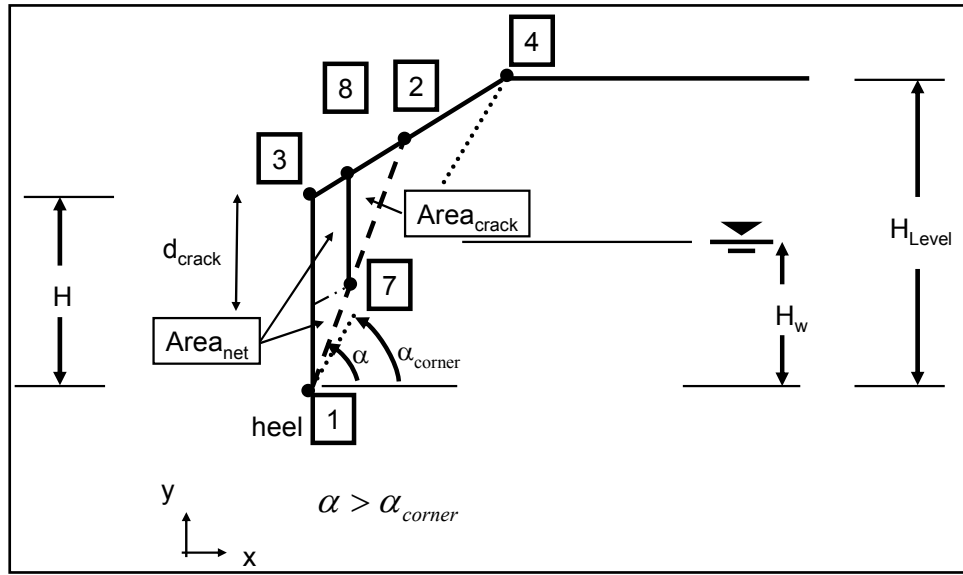 4
8
2
3
Area_crack
d_crack
H
7
H_w
H_Level
Area_net
α
α_corner
heel
1
y
α > α_corner
x